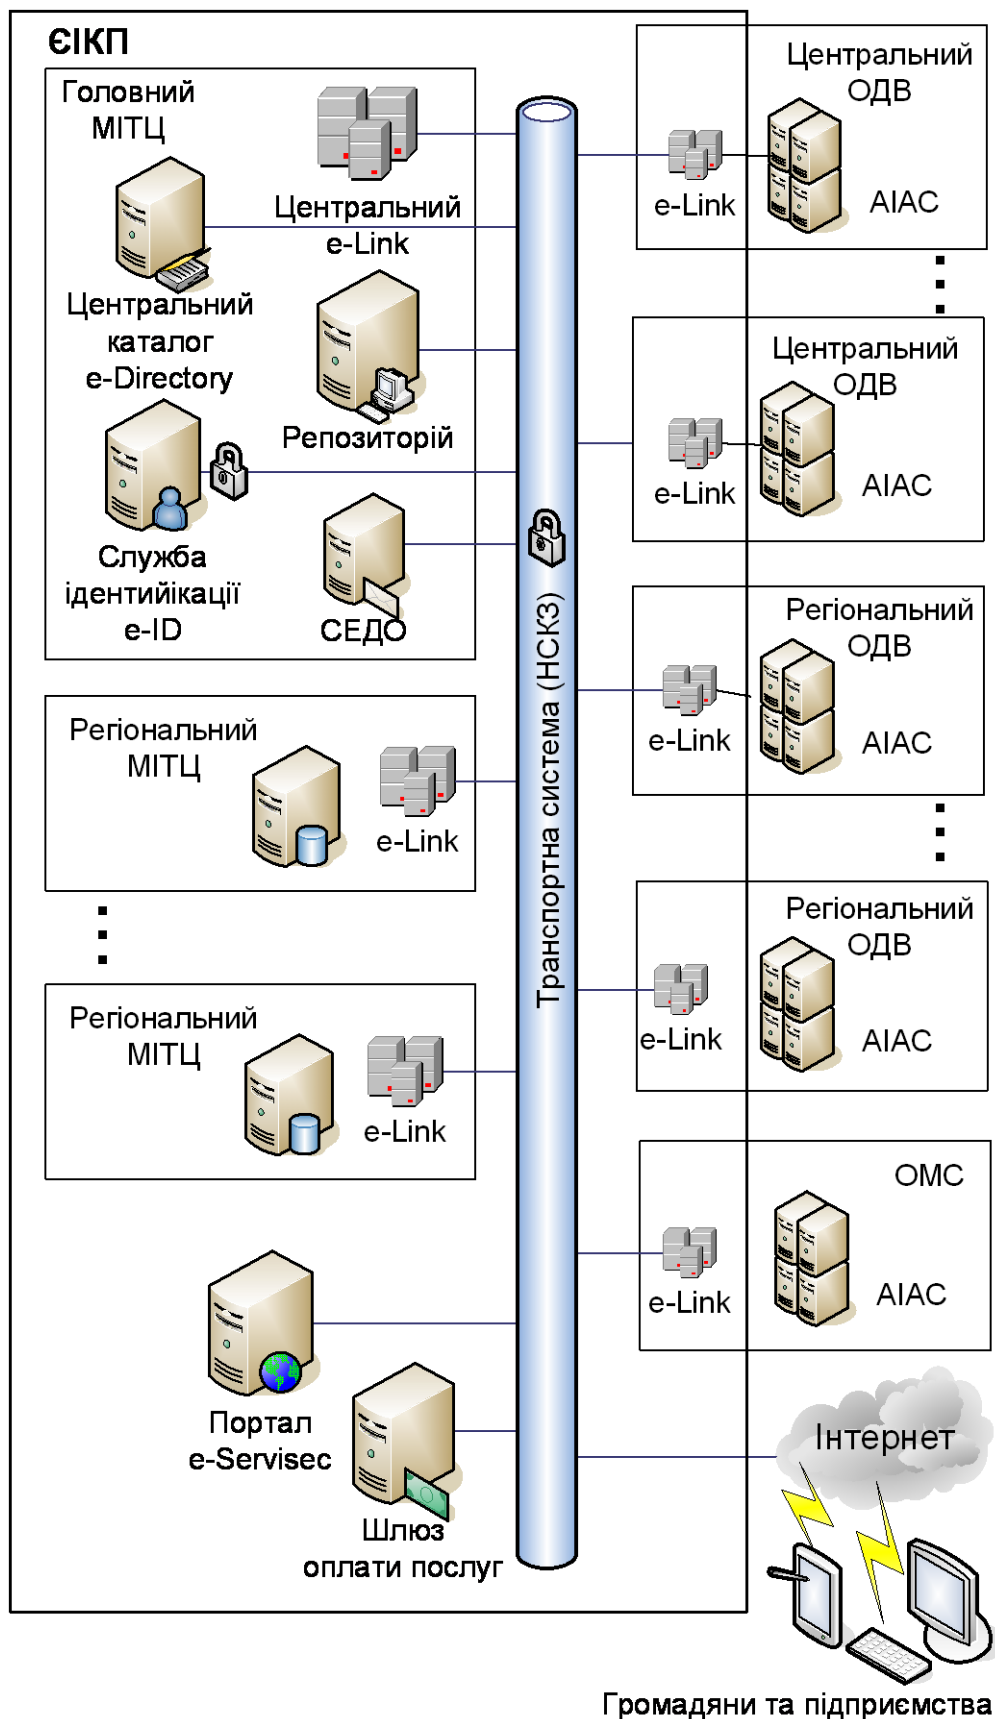 ЄІКП
Головний
МІТЦ
Центральний
e-Link
Центральний
каталог
e-Directory
Репозиторій
Служба
ідентийікації
e-ID
СЕДО
Регіональний
МІТЦ
e-Link
Регіональний
МІТЦ
e-Link
Портал
e-Servisec
Шлюз
оплати послуг
Транспортна система (НСКЗ)
Центральний
ОДВ
e-Link
АІАС
Центральний
ОДВ
e-Link
АІАС
Регіональний
ОДВ
e-Link
АІАС
Регіональний
ОДВ
e-Link
АІАС
ОМС
e-Link
АІАС
Інтернет
Громадяни та підприємства